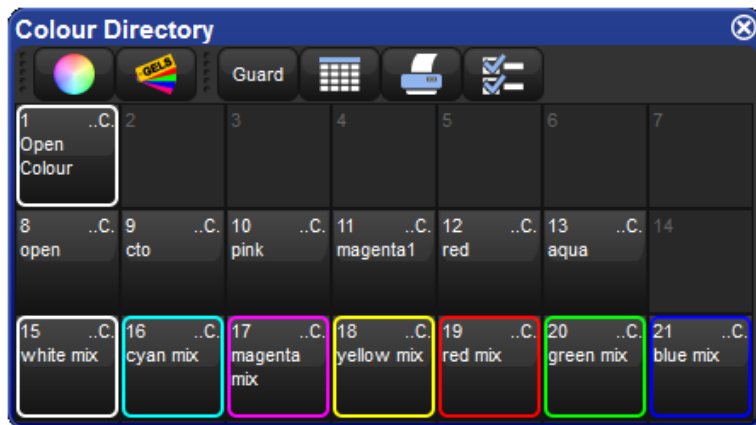 Colour Directory
GELS
Guard
1 ..C.
Open
Colour
2
3
4
5
6
7
8 ..C.
open
9 ..C.
cto
10 ..C.
pink
11 ..C.
magenta1
12 ..C.
red
13 ..C.
aqua
14
15 ..C.
white mix
16 ..C.
cyan mix
17 ..C.
magenta
mix
18 ..C.
yellow mix
19 ..C.
red mix
20 ..C.
green mix
21 ..C.
blue mix